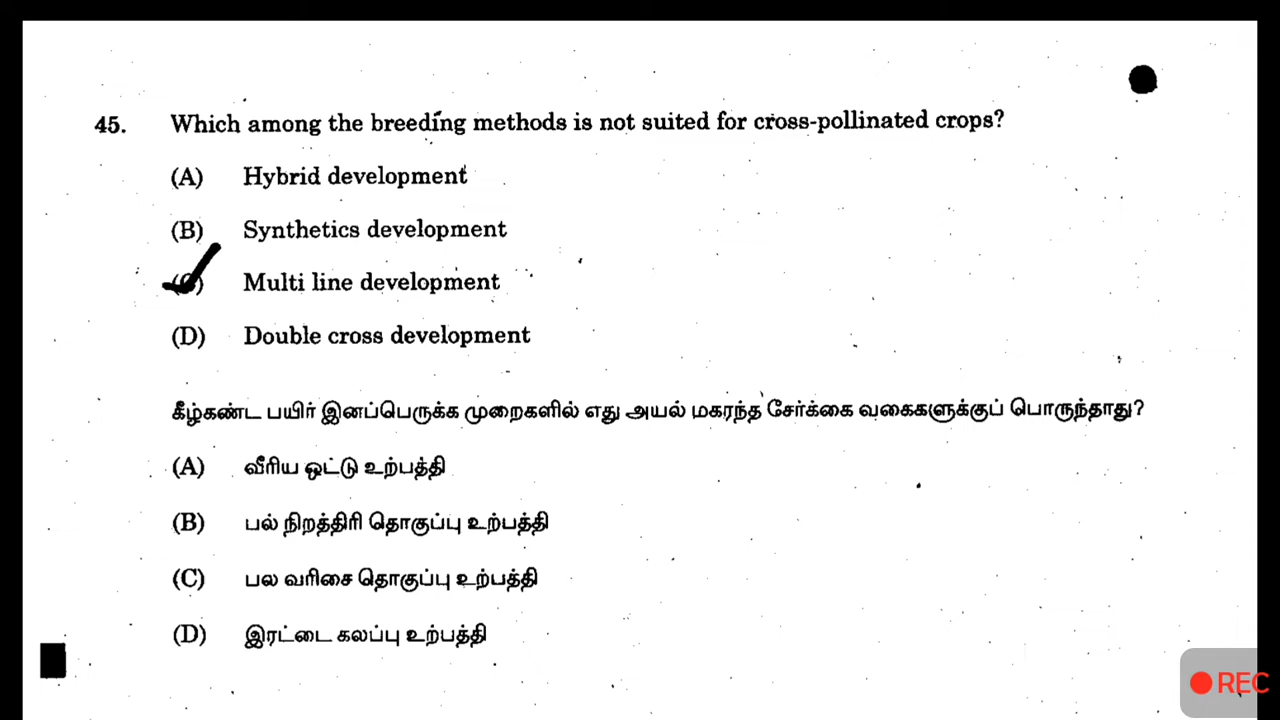 45. Which among the breeding methods is not suited for cross-pollinated crops?
(A) Hybrid development
(B) Synthetics development
(C) Multi line development
(D) Double cross development
கீழ்கண்ட பயிர் இனப்பெருக்க முறைகளில் எது அயல் மகரந்த சேர்க்கை வகைகளுக்குப் பொருந்தாது?
(A) வீரிய ஒட்டு உற்பத்தி
(B) பல் நிறத்திரி தொகுப்பு உற்பத்தி
(C) பல வரிசை தொகுப்பு உற்பத்தி
(D) இரட்டை கலப்பு உற்பத்தி
REC